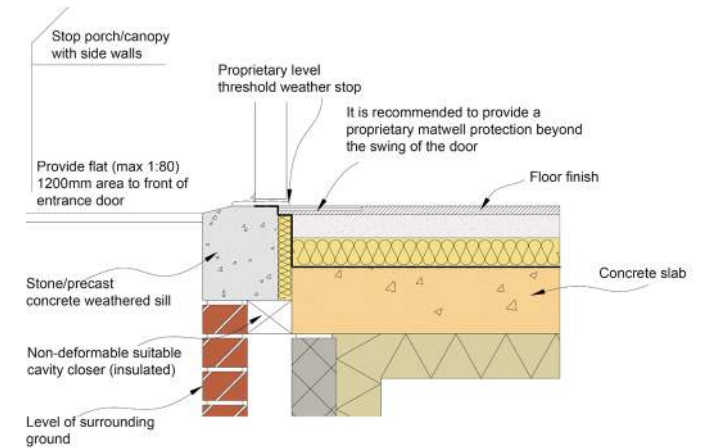 Stop porch/canopy
with side walls
Proprietary level
threshold weather stop
It is recommended to provide a
proprietary matwell protection beyond
the swing of the door
Provide flat (max 1:80)
1200mm area to front of
entrance door
Floor finish
Stone/precast
concrete weathered sill
Concrete slab
Non-deformable suitable
cavity closer (insulated)
Level of surrounding
ground